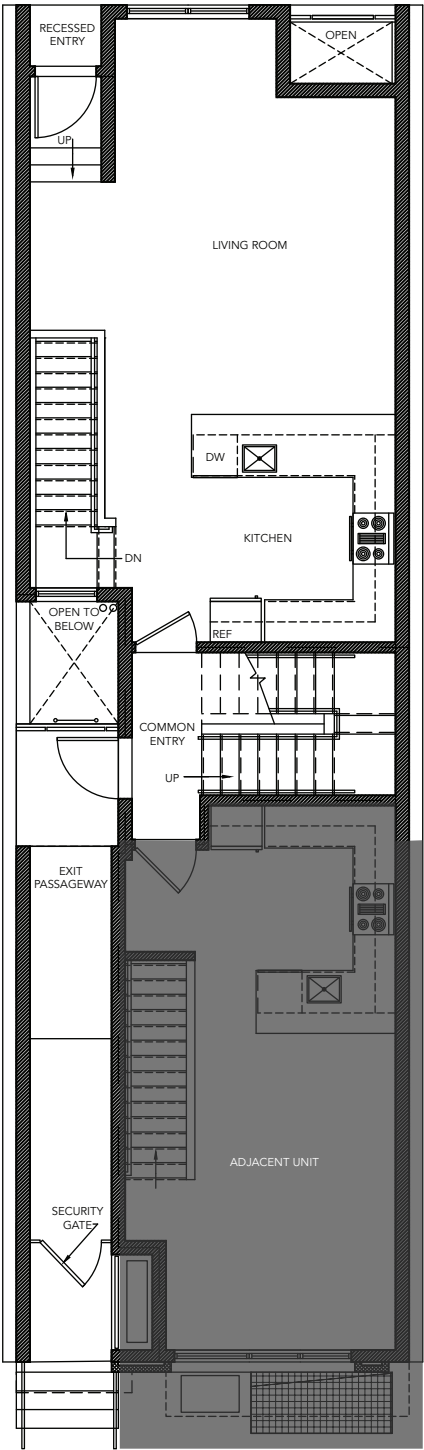 RECESSED
ENTRY
OPEN
UP
LIVING ROOM
DW
KITCHEN
DN
OPEN TO
BELOW
REF
COMMON
ENTRY
UP
EXIT
PASSAGEWAY
ADJACENT UNIT
SECURITY
GATE